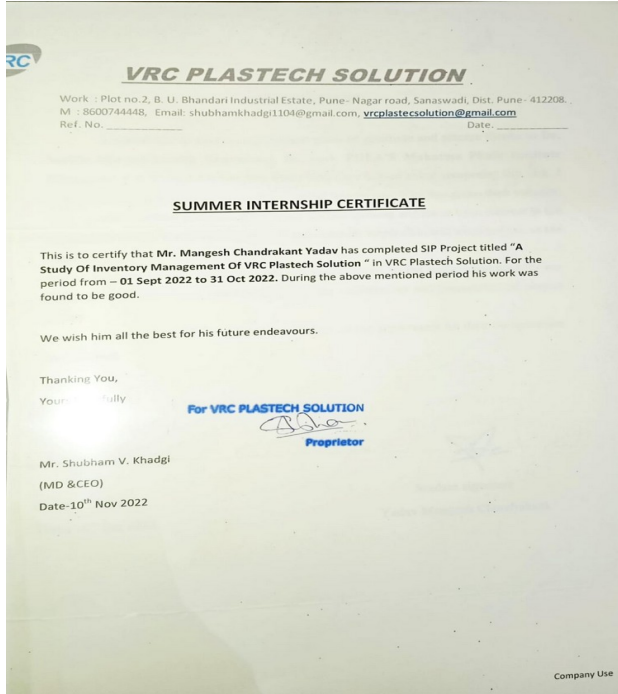 RC
VRC PLASTECH SOLUTION
Work : Plot no.2, B. U. Bhandari Industrial Estate, Pune- Nagar road, Sanaswadi, Dist. Pune- 412208.
M : 8600744448, Email: shubhamkhadgi1104@gmail.com, vrcplastecsolution@gmail.com
Ref. No. ____________ Date. ____________
SUMMER INTERNSHIP CERTIFICATE
This is to certify that Mr. Mangesh Chandrakant Yadav has completed SIP Project titled “A
Study Of Inventory Management Of VRC Plastech Solution “ in VRC Plastech Solution. For the
period from – 01 Sept 2022 to 31 Oct 2022. During the above mentioned period his work was
found to be good.
We wish him all the best for his future endeavours.
Thanking You,
For VRC PLASTECH SOLUTION
Proprietor
Mr. Shubham V. Khadgi
(MD &CEO)
Date-10th Nov 2022
Company Use